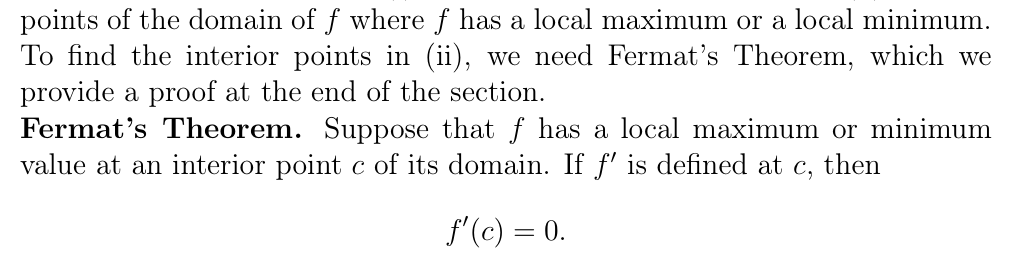 points of the domain of f where f has a local maximum or a local minimum.
To find the interior points in (ii), we need Fermat's Theorem, which we
provide a proof at the end of the section.
Fermat's Theorem. Suppose that f has a local maximum or minimum
value at an interior point c of its domain. If f′ is defined at c, then
f′(c) = 0.